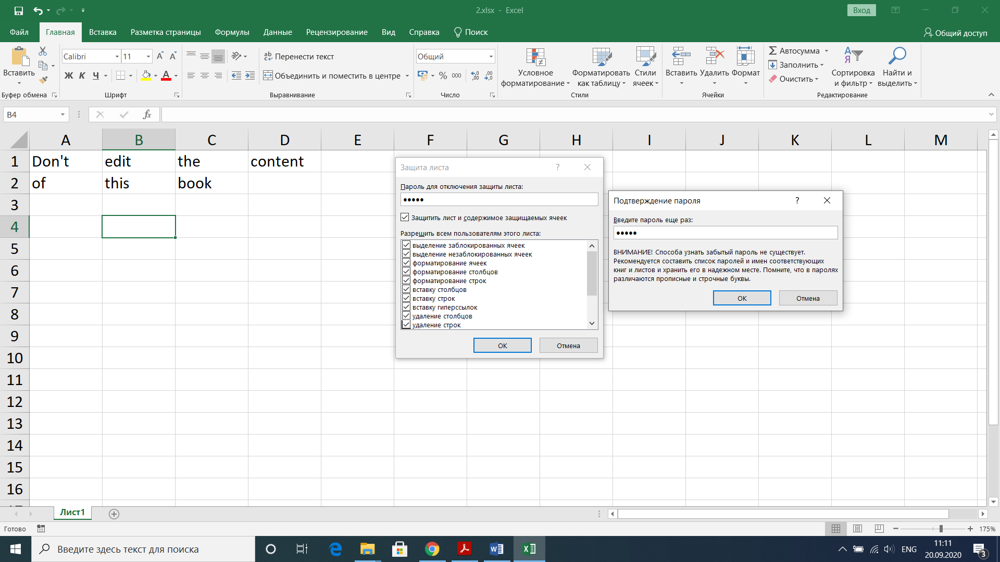 2.xlsx - Excel
Вход
Файл Главная Вставка Разметка страницы Формулы Данные Рецензирование Вид Справка Поиск Общий доступ
Вставить
Буфер обмена
Calibri 11
Ж К Ч А
Шрифт
Перенести текст
Объединить и поместить в центре
Выравнивание
Общий
% 000
Число
Условное форматирование
Форматировать как таблицу
Стили ячеек
Стили
Вставить Удалить Формат
Ячейки
Автосумма
Заполнить
Очистить
Сортировка и фильтр
Найти и выделить
Редактирование
B4 fx
A B C D E F G H I J K L M
1 Don't edit the content
2 of this book
3
4
5
6
7
8
9
10
11
12
13
14
15
16
Защита листа ?
Пароль для отключения защиты листа:
•••••
Защитить лист и содержимое защищаемых ячеек
Разрешить всем пользователям этого листа:
выделение заблокированных ячеек
выделение незаблокированных ячеек
форматирование ячеек
форматирование столбцов
форматирование строк
вставку столбцов
вставку строк
вставку гиперссылок
удаление столбцов
удаление строк
ОК Отмена
Подтверждение пароля ?
Введите пароль еще раз:
•••••
ВНИМАНИЕ! Способа узнать забытый пароль не существует.
Рекомендуется составить список паролей и имен соответствующих
книг и листов и хранить его в надежном месте. Помните, что в паролях
различаются прописные и строчные буквы.
ОК Отмена
Лист1
Готово
175%
Введите здесь текст для поиска
ENG
11:11
20.09.2020
3